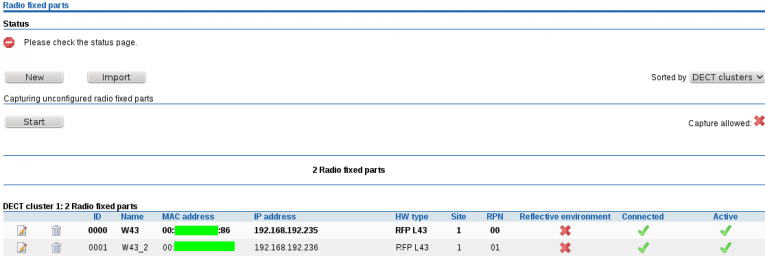 Radio fixed parts
Status
Please check the status page.
New Import Sorted by DECT clusters
Capturing unconfigured radio fixed parts
Start Capture allowed:
2 Radio fixed parts
DECT cluster 1: 2 Radio fixed parts
ID Name MAC address IP address HW type Site RPN Reflective environment Connected Active
0000 W43 00: :86 192.168.192.235 RFP L43 1 00
0001 W43_2 00: 192.168.192.236 RFP L43 1 01